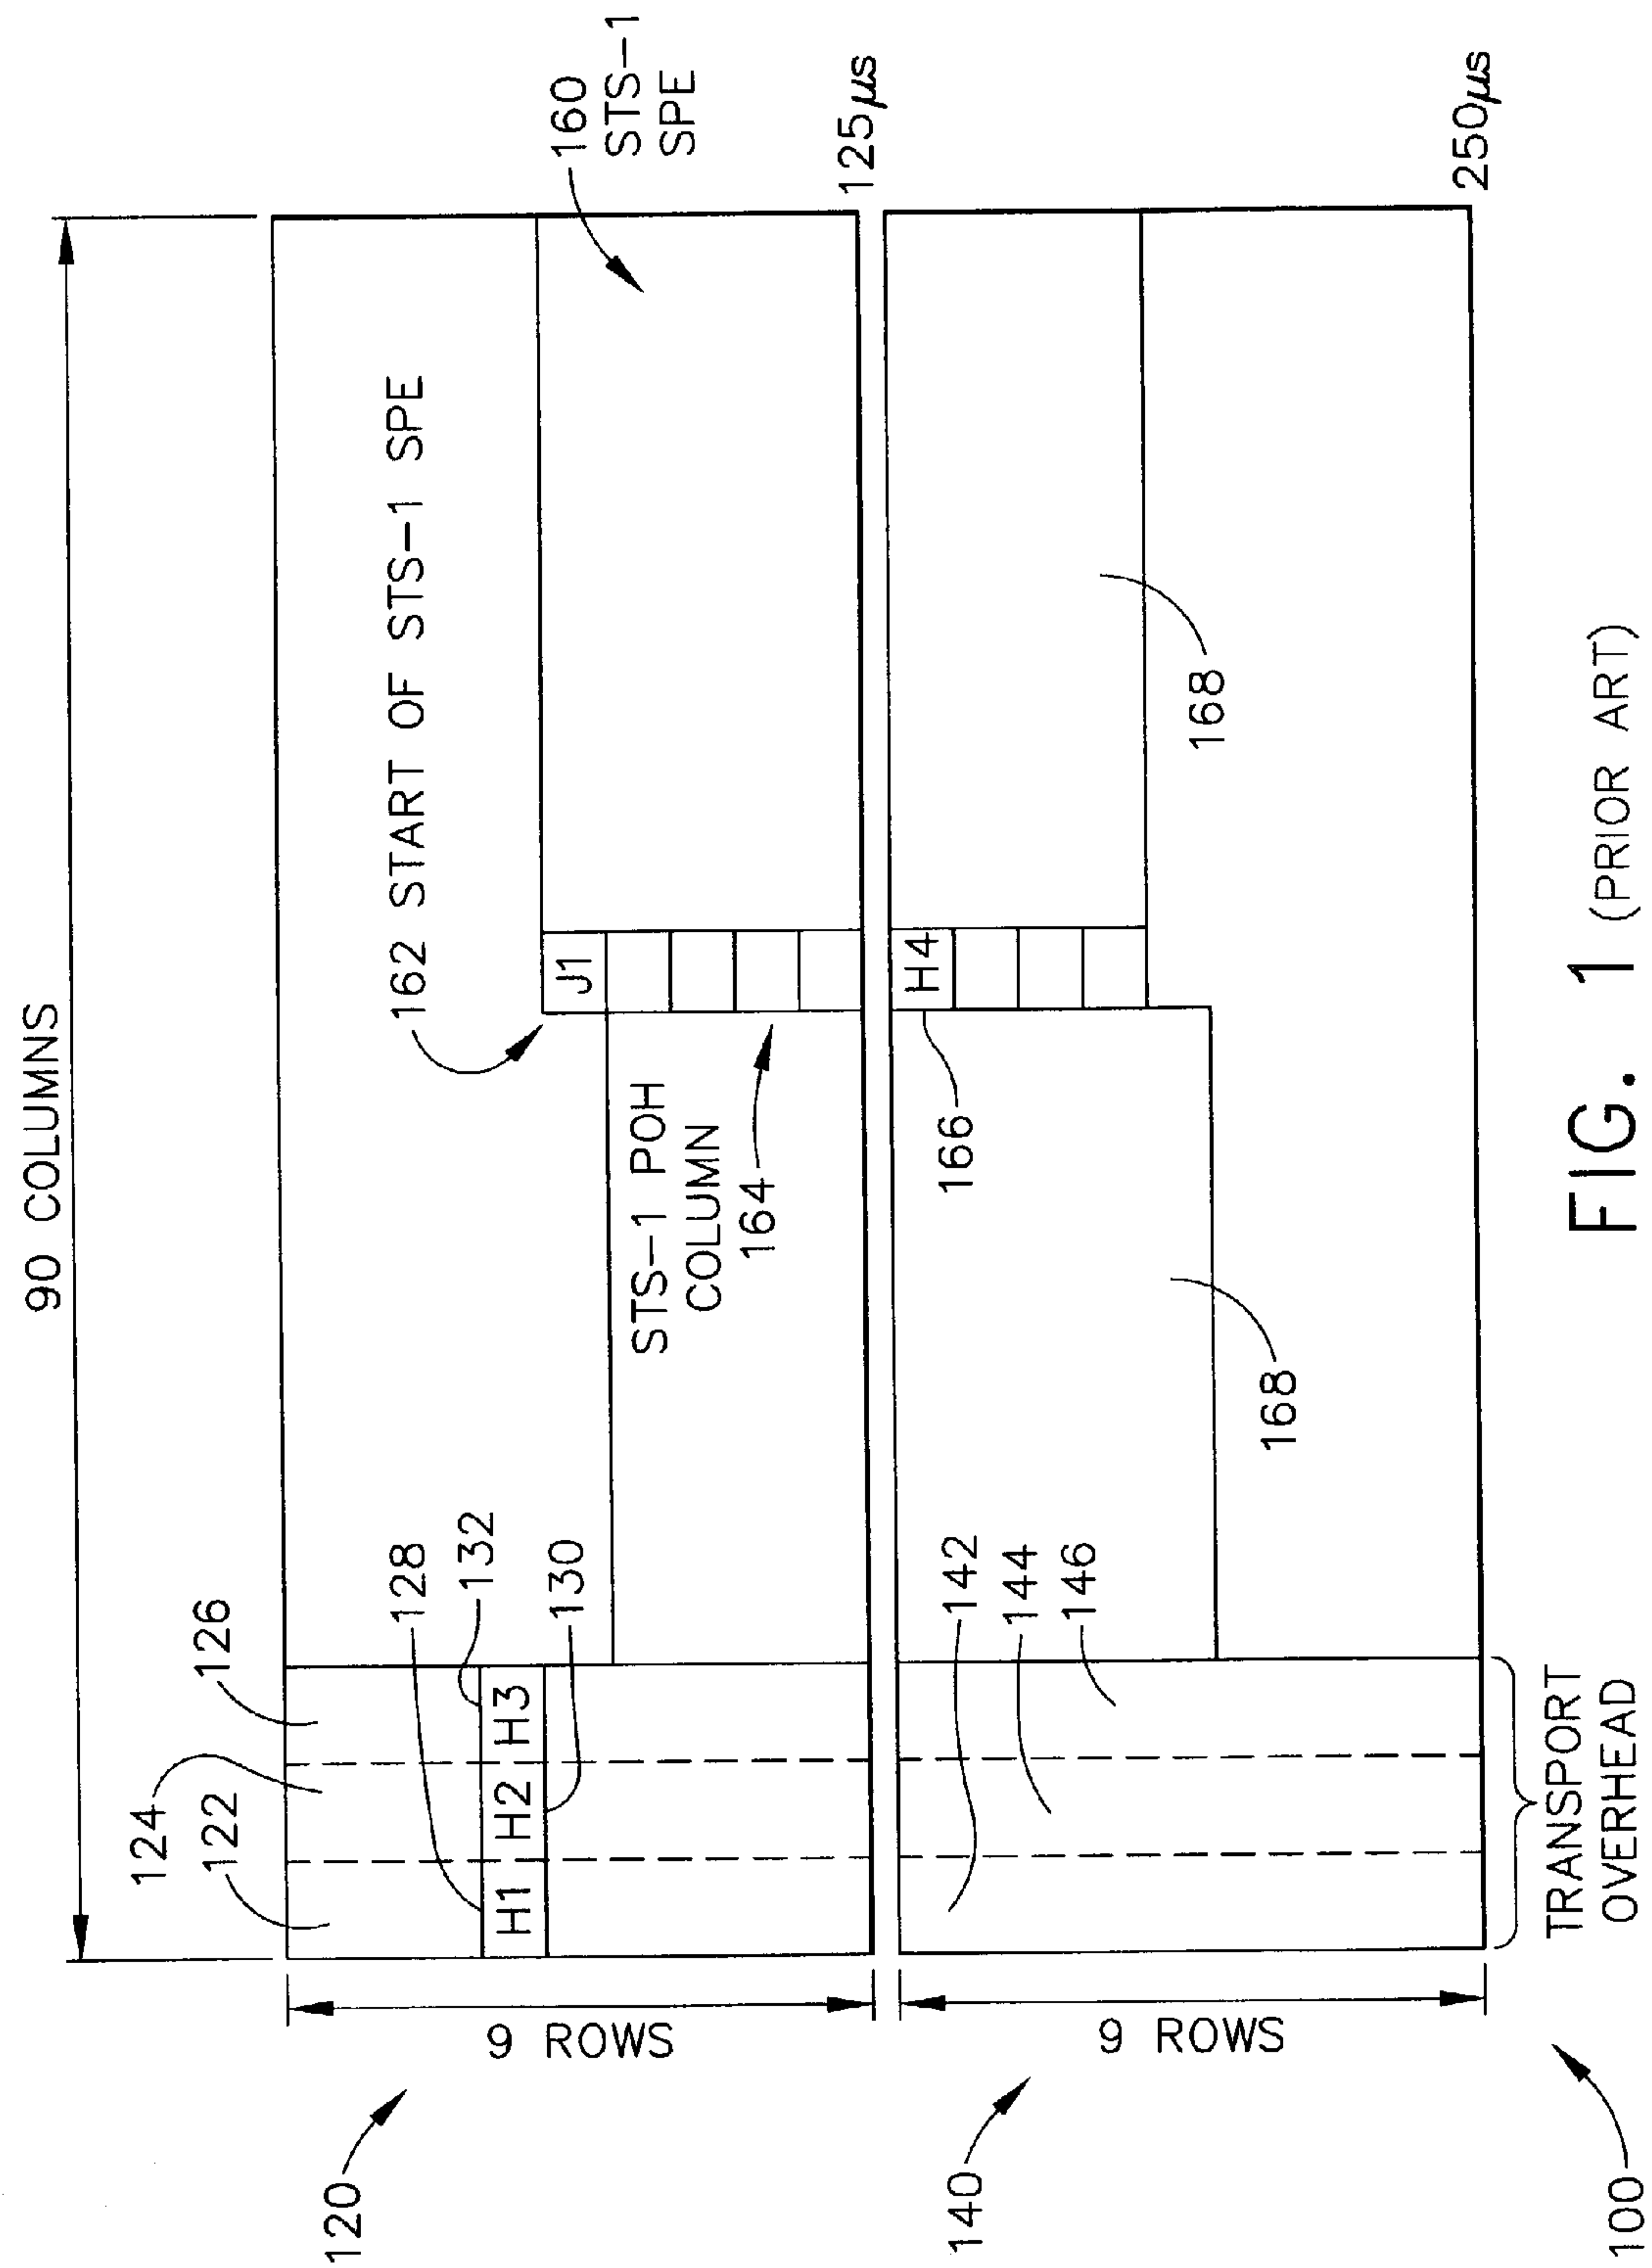 90 COLUMNS
124
122
126
128
132
130
H1
H2
H3
162 START OF STS-1 SPE
160
STS-1
SPE
J1
STS-1 POH
COLUMN
164
125μs
9 ROWS
120
142
144
146
H4
166
168
168
250μs
9 ROWS
140
TRANSPORT
OVERHEAD
100
FIG. 1 (PRIOR ART)